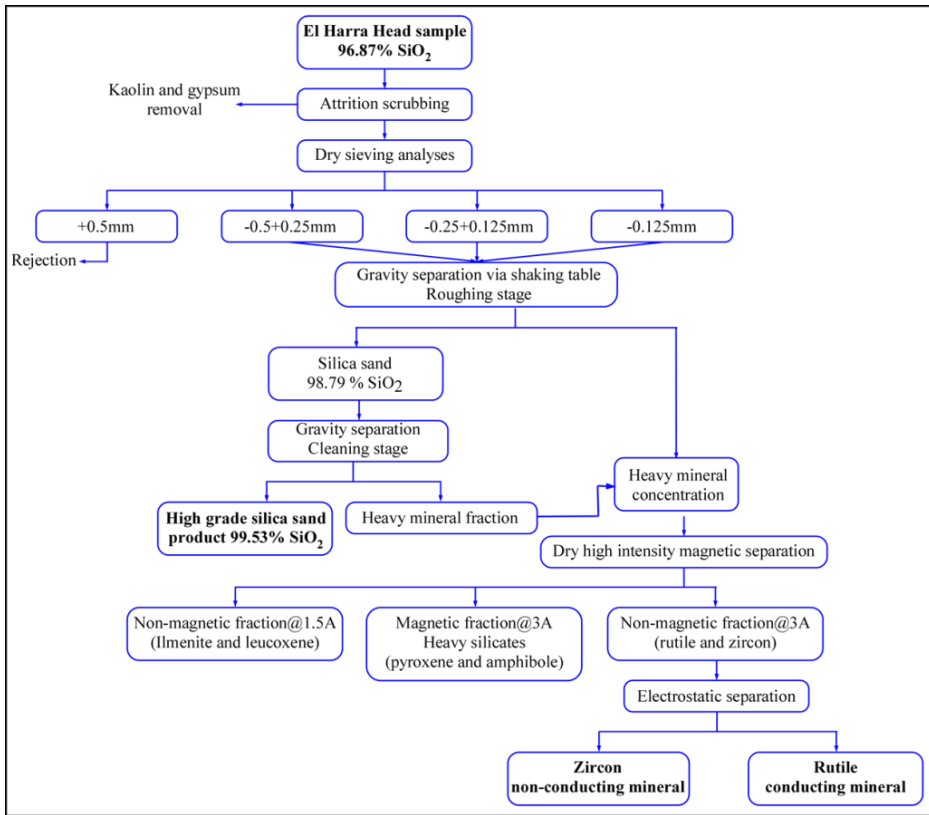 El Harra Head sample
96.87% SiO2
Kaolin and gypsum
removal
Attrition scrubbing
Dry sieving analyses
+0.5mm
-0.5+0.25mm
-0.25+0.125mm
-0.125mm
Rejection
Gravity separation via shaking table
Roughing stage
Silica sand
98.79 % SiO2
Gravity separation
Cleaning stage
Heavy mineral
concentration
High grade silica sand
product 99.53% SiO2
Heavy mineral fraction
Dry high intensity magnetic separation
Non-magnetic fraction@1.5A
(Ilmenite and leucoxene)
Magnetic fraction@3A
Heavy silicates
(pyroxene and amphibole)
Non-magnetic fraction@3A
(rutile and zircon)
Electrostatic separation
Zircon
non-conducting mineral
Rutile
conducting mineral